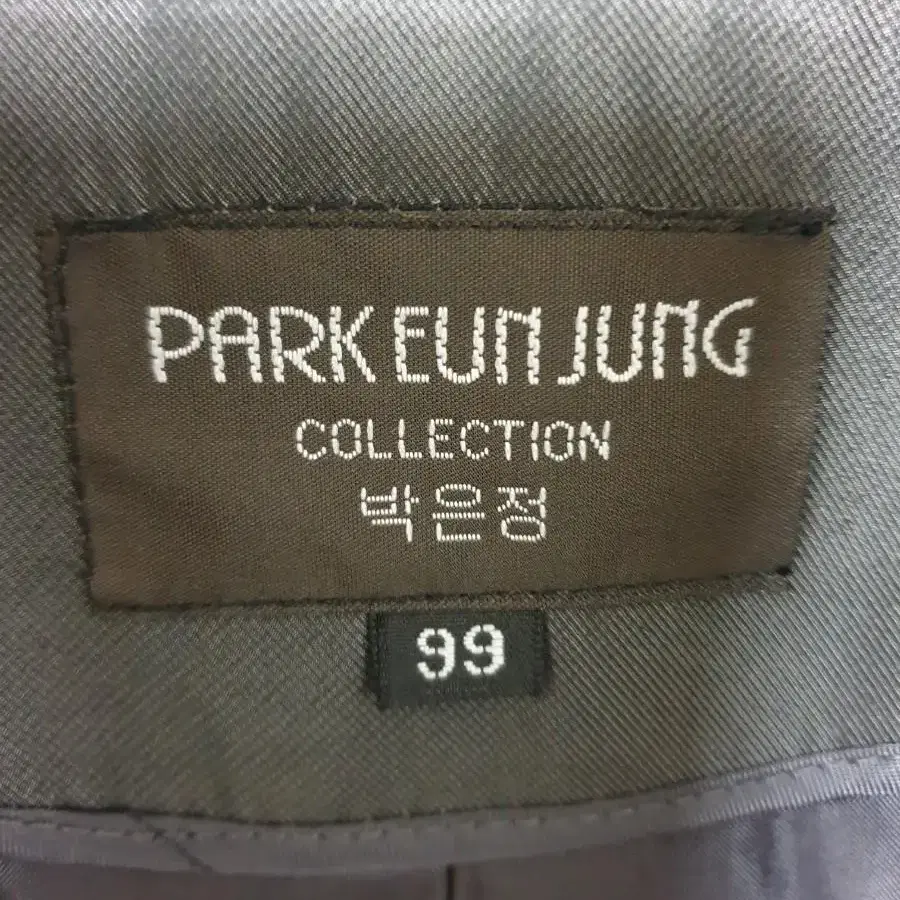 PARK EUN JUNG
COLLECTION
박은정
99